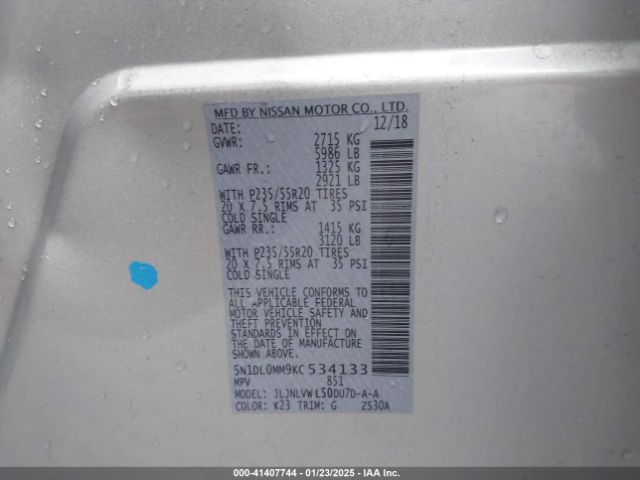 MFD BY NISSAN MOTOR CO., LTD.
DATE: 12/18
GVWR: 2715 KG
5986 LB
GAWR FR.: 1325 KG
2921 LB
WITH P235/55R20 TIRES
20 X 7.5 RIMS AT 35 PSI
COLD SINGLE
GAWR RR.: 1415 KG
3120 LB
WITH P235/55R20 TIRES
20 X 7.5 RIMS AT 35 PSI
COLD SINGLE
THIS VEHICLE CONFORMS TO
ALL APPLICABLE FEDERAL
MOTOR VEHICLE SAFETY AND
THEFT PREVENTION
STANDARDS IN EFFECT ON
THE DATE OF MANUFACTURE
SHOWN ABOVE.
5N1DL0MM9KC 534133
MPV 851
MODEL: JLJNLVW L50DU7D-A-A
COLOR: K23 TRIM: G ZS30A
000-41407744 - 01/23/2025 - IAA